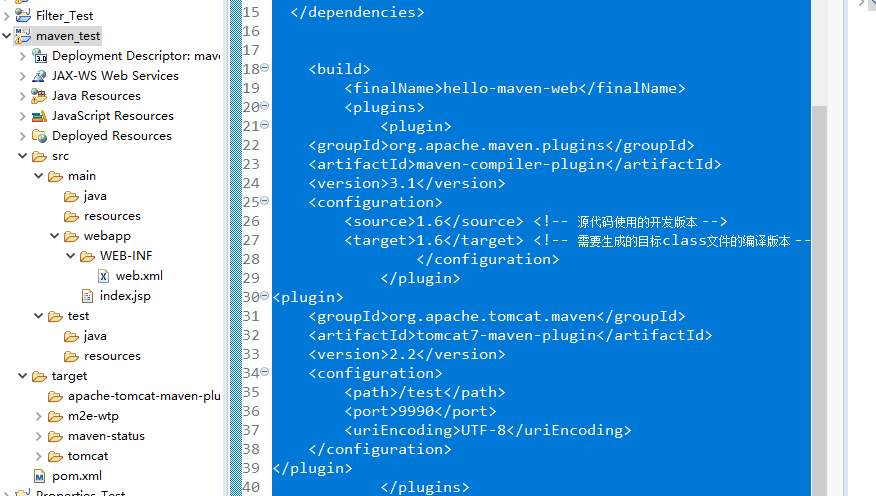 Filter_Test
maven_test
Deployment Descriptor: mave
JAX-WS Web Services
Java Resources
JavaScript Resources
Deployed Resources
src
main
java
resources
webapp
WEB-INF
web.xml
index.jsp
test
java
resources
target
apache-tomcat-maven-plu
m2e-wtp
maven-status
tomcat
pom.xml
Properties_Test
15 </dependencies>
16
17
18 <build>
19 <finalName>hello-maven-web</finalName>
20 <plugins>
21 <plugin>
22 <groupId>org.apache.maven.plugins</groupId>
23 <artifactId>maven-compiler-plugin</artifactId>
24 <version>3.1</version>
25 <configuration>
26 <source>1.6</source> <!-- 源代码使用的开发版本 -->
27 <target>1.6</target> <!-- 需要生成的目标class文件的编译版本 --
28 </configuration>
29 </plugin>
30 <plugin>
31 <groupId>org.apache.tomcat.maven</groupId>
32 <artifactId>tomcat7-maven-plugin</artifactId>
33 <version>2.2</version>
34 <configuration>
35 <path>/test</path>
36 <port>9990</port>
37 <uriEncoding>UTF-8</uriEncoding>
38 </configuration>
39 </plugin>
40 </plugins>